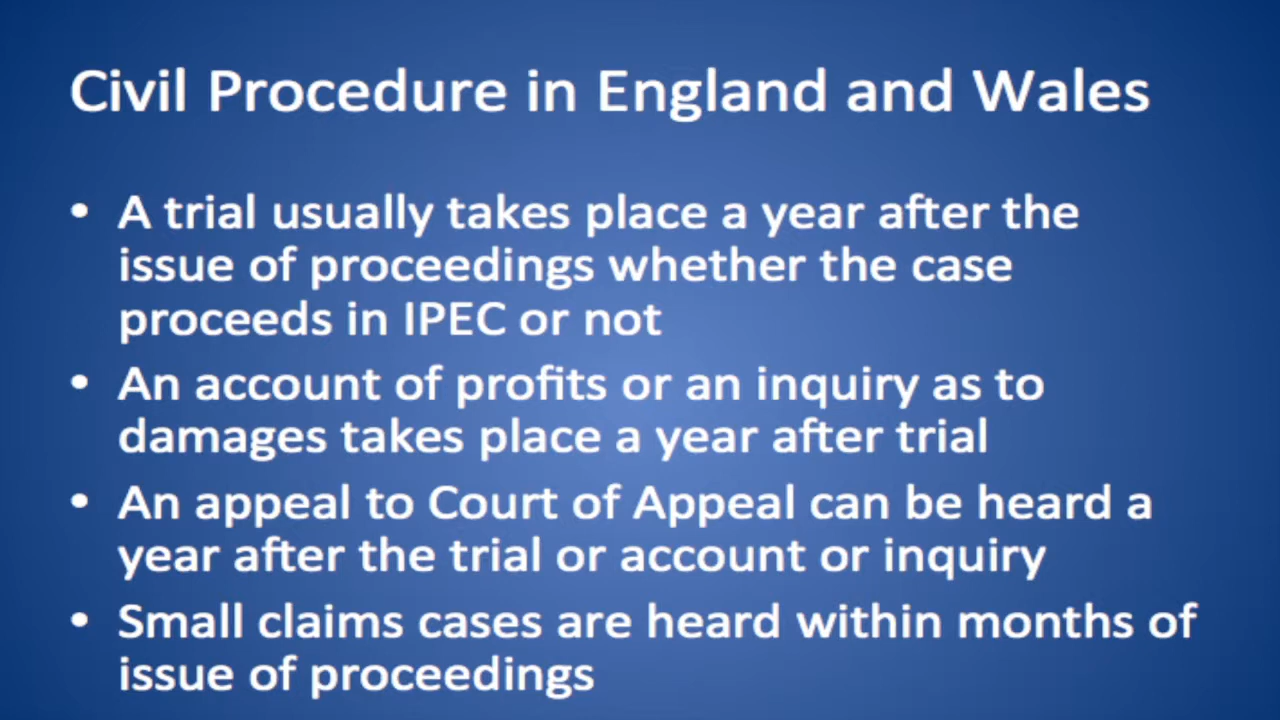 Civil Procedure in England and Wales
• A trial usually takes place a year after the
issue of proceedings whether the case
proceeds in IPEC or not
• An account of profits or an inquiry as to
damages takes place a year after trial
• An appeal to Court of Appeal can be heard a
year after the trial or account or inquiry
• Small claims cases are heard within months of
issue of proceedings